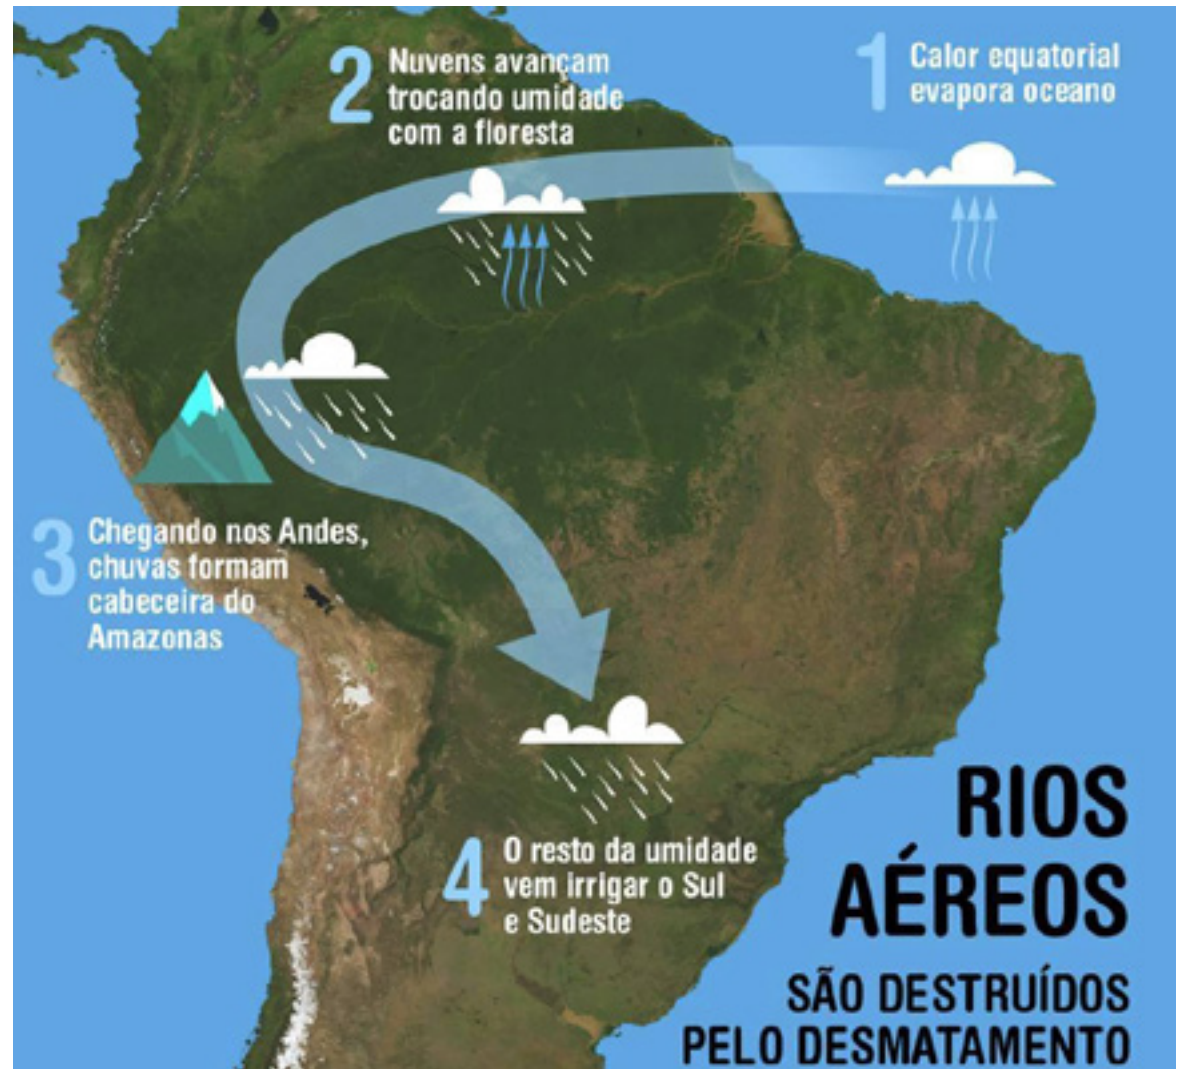 1
Calor equatorial
evapora oceano
2
Nuvens avançam
trocando umidade
com a floresta
3
Chegando nos Andes,
chuvas formam
cabeceira do
Amazonas
4
O resto da umidade
vem irrigar o Sul
e Sudeste
RIOS
AÉREOS
SÃO DESTRUÍDOS
PELO DESMATAMENTO